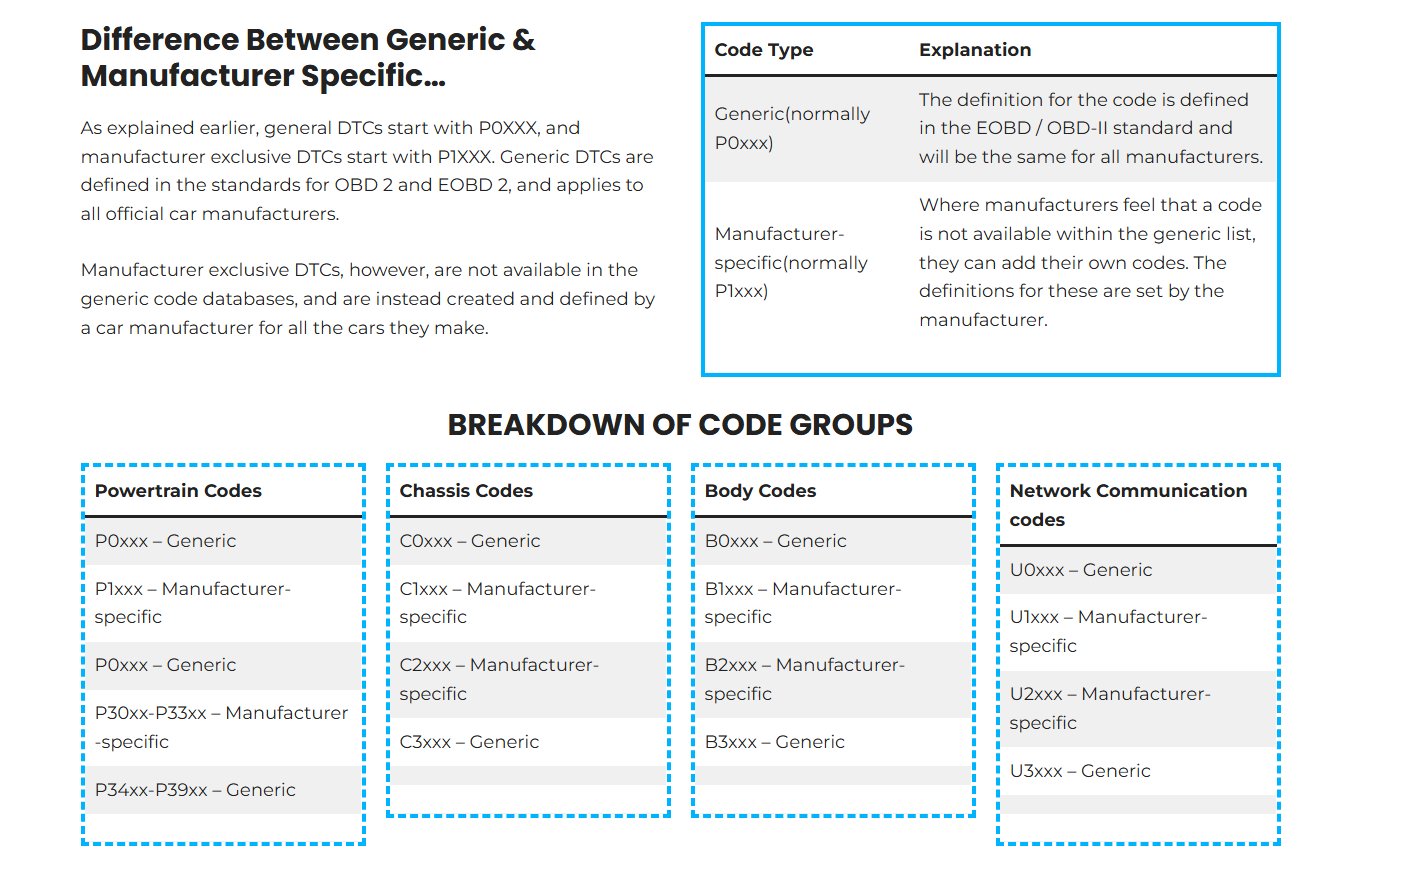 Difference Between Generic &
Manufacturer Specific...
As explained earlier, general DTCs start with P0XXX, and
manufacturer exclusive DTCs start with P1XXX. Generic DTCs are
defined in the standards for OBD 2 and EOBD 2, and applies to
all official car manufacturers.
Manufacturer exclusive DTCs, however, are not available in the
generic code databases, and are instead created and defined by
a car manufacturer for all the cars they make.
Code Type
Explanation
Generic(normally
P0xxx)
The definition for the code is defined
in the EOBD / OBD-II standard and
will be the same for all manufacturers.
Manufacturer-
specific(normally
P1xxx)
Where manufacturers feel that a code
is not available within the generic list,
they can add their own codes. The
definitions for these are set by the
manufacturer.
BREAKDOWN OF CODE GROUPS
Powertrain Codes
P0xxx – Generic
P1xxx – Manufacturer-
specific
P0xxx – Generic
P30xx-P33xx – Manufacturer
-specific
P34xx-P39xx – Generic
Chassis Codes
C0xxx – Generic
C1xxx – Manufacturer-
specific
C2xxx – Manufacturer-
specific
C3xxx – Generic
Body Codes
B0xxx – Generic
B1xxx – Manufacturer-
specific
B2xxx – Manufacturer-
specific
B3xxx – Generic
Network Communication
codes
U0xxx – Generic
U1xxx – Manufacturer-
specific
U2xxx – Manufacturer-
specific
U3xxx – Generic